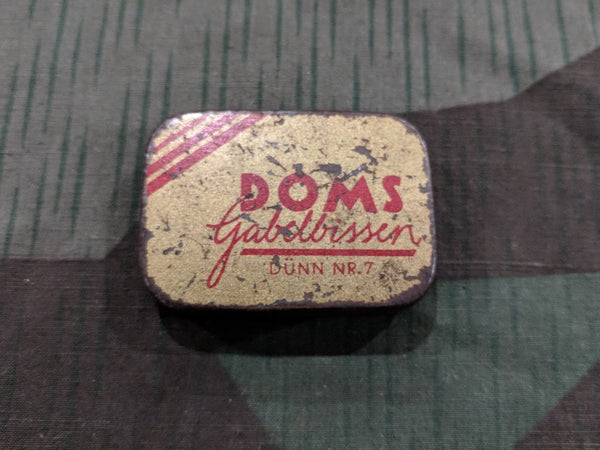 DOMS
Gabelbissen
DÜNN NR. 7